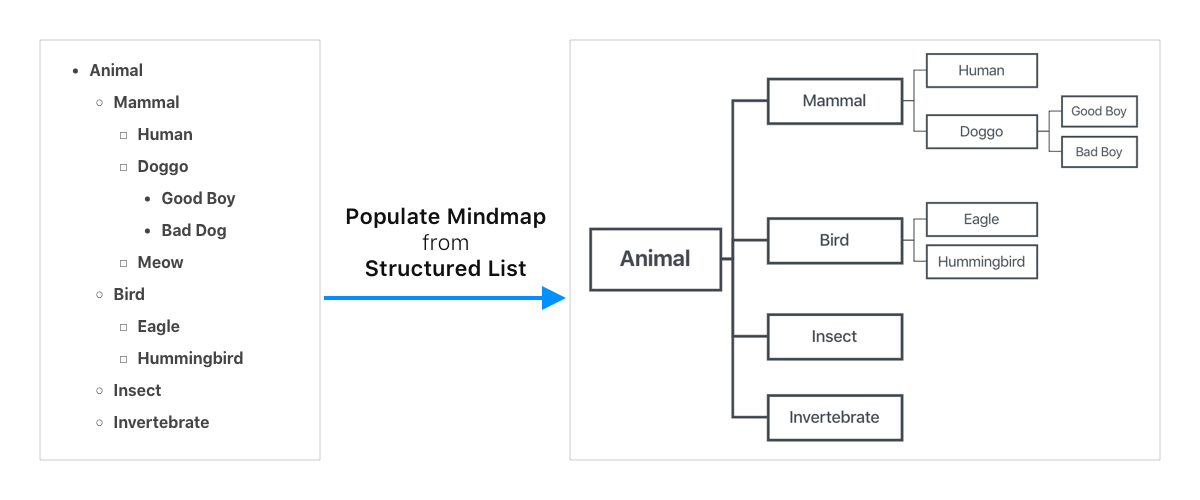 Animal
Mammal
Human
Doggo
Good Boy
Bad Dog
Meow
Bird
Eagle
Hummingbird
Insect
Invertebrate
Populate Mindmap
from
Structured List
Animal
Mammal
Human
Doggo
Good Boy
Bad Boy
Bird
Eagle
Hummingbird
Insect
Invertebrate